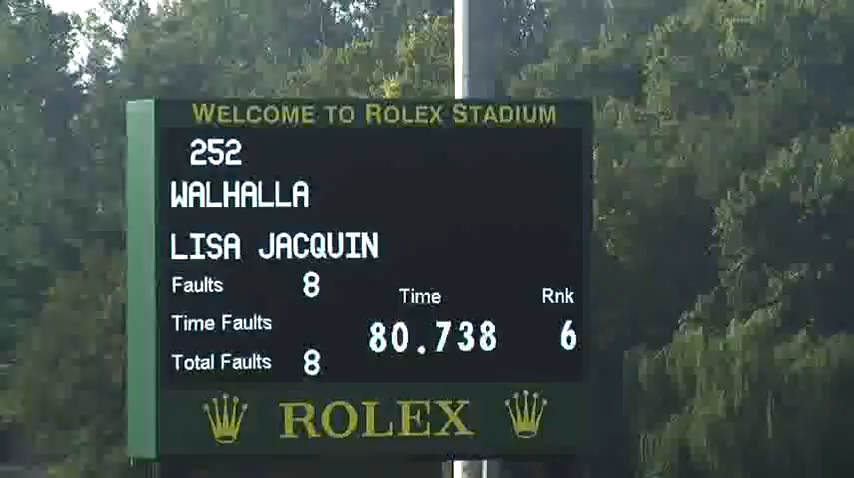 WELCOME TO ROLEX STADIUM
252
WALHALLA
LISA JACQUIN
Faults 8
Time Rnk
Time Faults
80.738 6
Total Faults 8
ROLEX